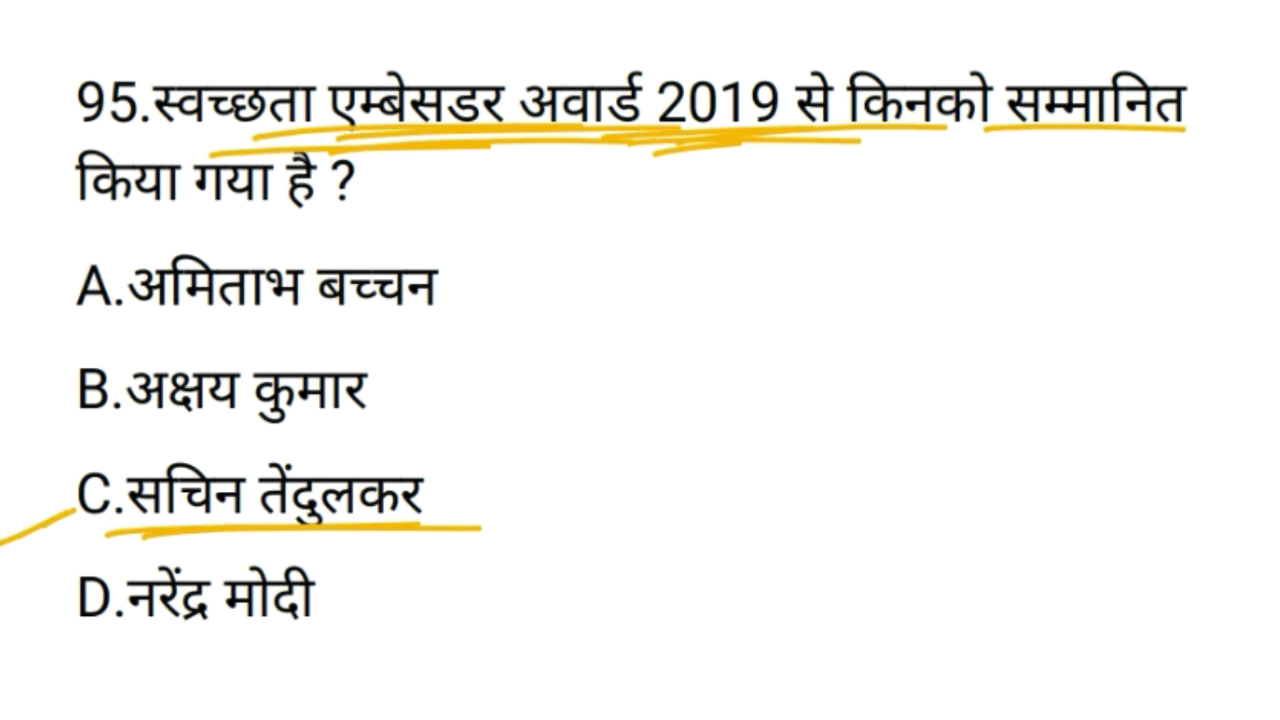 95.स्वच्छता एम्बेसडर अवार्ड 2019 से किनको सम्मानित
किया गया है ?
A.अमिताभ बच्चन
B.अक्षय कुमार
C.सचिन तेंदुलकर
D.नरेंद्र मोदी